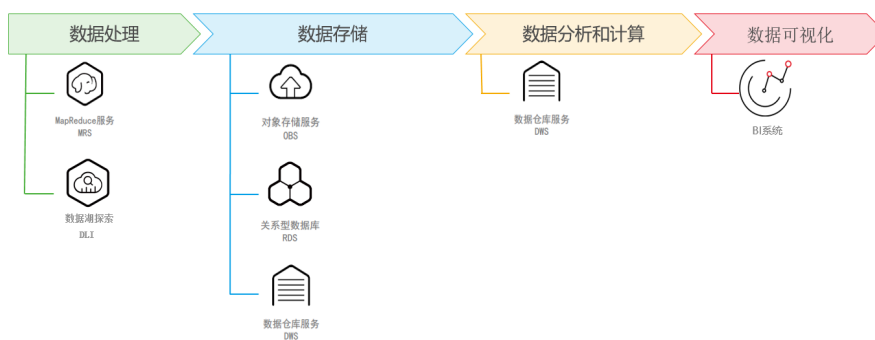 数据处理
数据存储
数据分析和计算
数据可视化
MapReduce服务
MRS
数据湖探索
DLI
对象存储服务
OBS
关系型数据库
RDS
数据仓库服务
DWS
数据仓库服务
DWS
BI系统